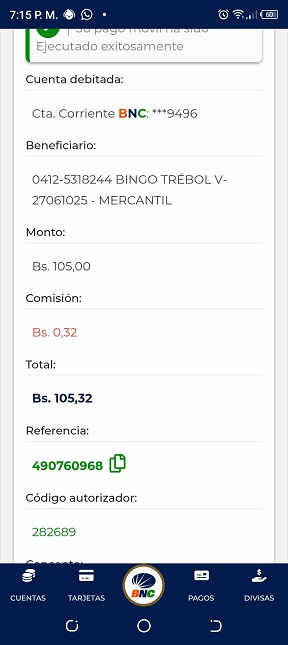 7:15 P. M.
60
Su pago móvil ha sido
Ejecutado exitosamente
Cuenta debitada:
Cta. Corriente BNC: ***9496
Beneficiario:
0412-5318244 BINGO TRÉBOL V-
27061025 - MERCANTIL
Monto:
Bs. 105,00
Comisión:
Bs. 0,32
Total:
Bs. 105,32
Referencia:
490760968
Código autorizador:
282689
Concepto:
BNC
CUENTAS TARJETAS PAGOS DIVISAS